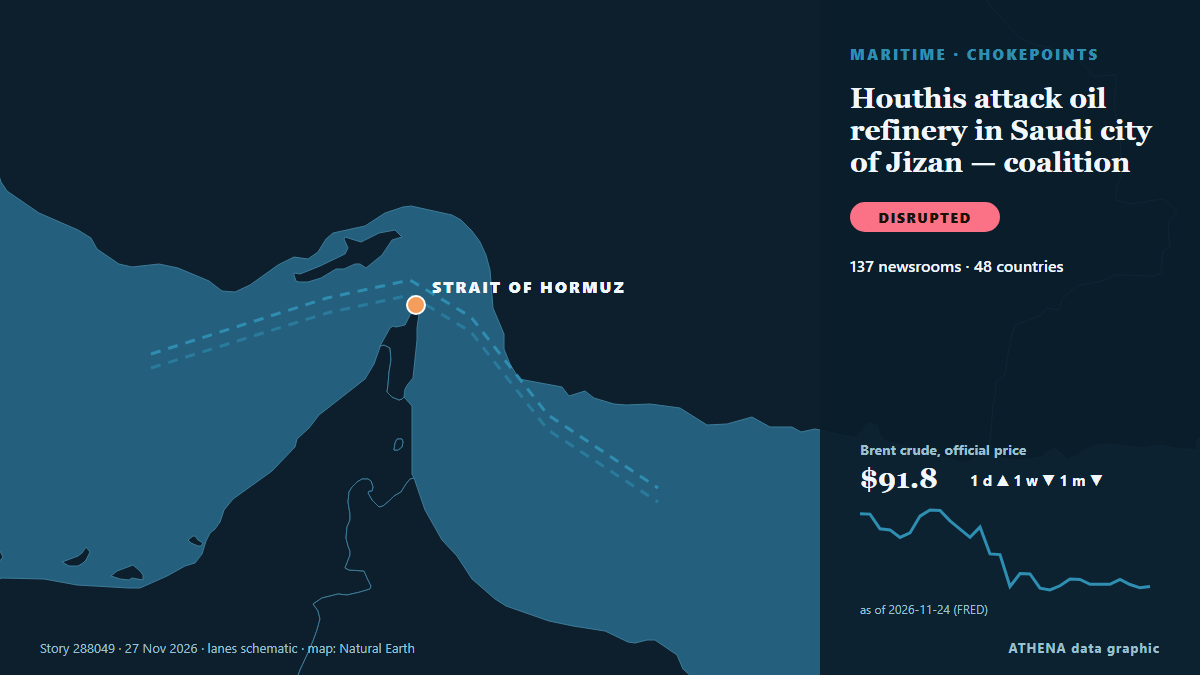 MARITIME · CHOKEPOINTS
Houthis attack oil
refinery in Saudi city
of Jizan — coalition
DISRUPTED
137 newsrooms · 48 countries
STRAIT OF HORMUZ
Brent crude, official price
$91.8
1 d ▲ 1 w ▼ 1 m ▼
as of 2026-11-24 (FRED)
Story 288049 · 27 Nov 2026 · lanes schematic · map: Natural Earth
ATHENA data graphic